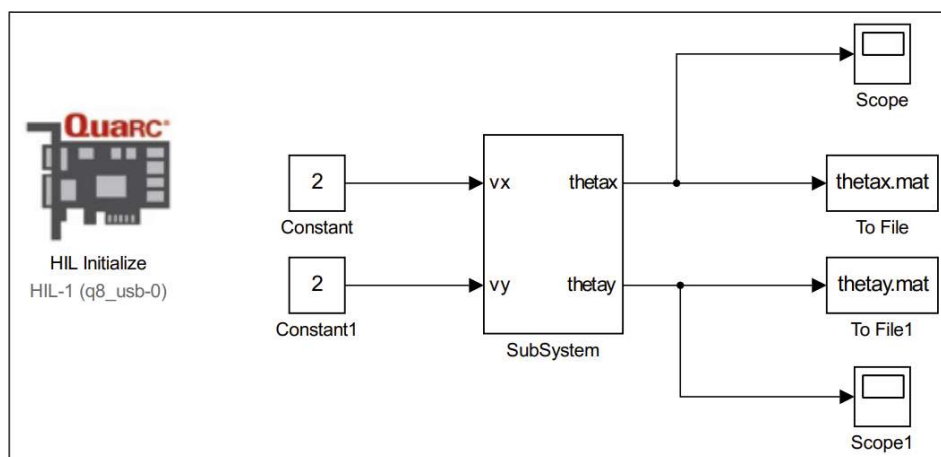 QUARC®
HIL Initialize
HIL-1 (q8_usb-0)
2
Constant
2
Constant1
vx
thetax
vy
thetay
SubSystem
Scope
thetax.mat
To File
thetay.mat
To File1
Scope1